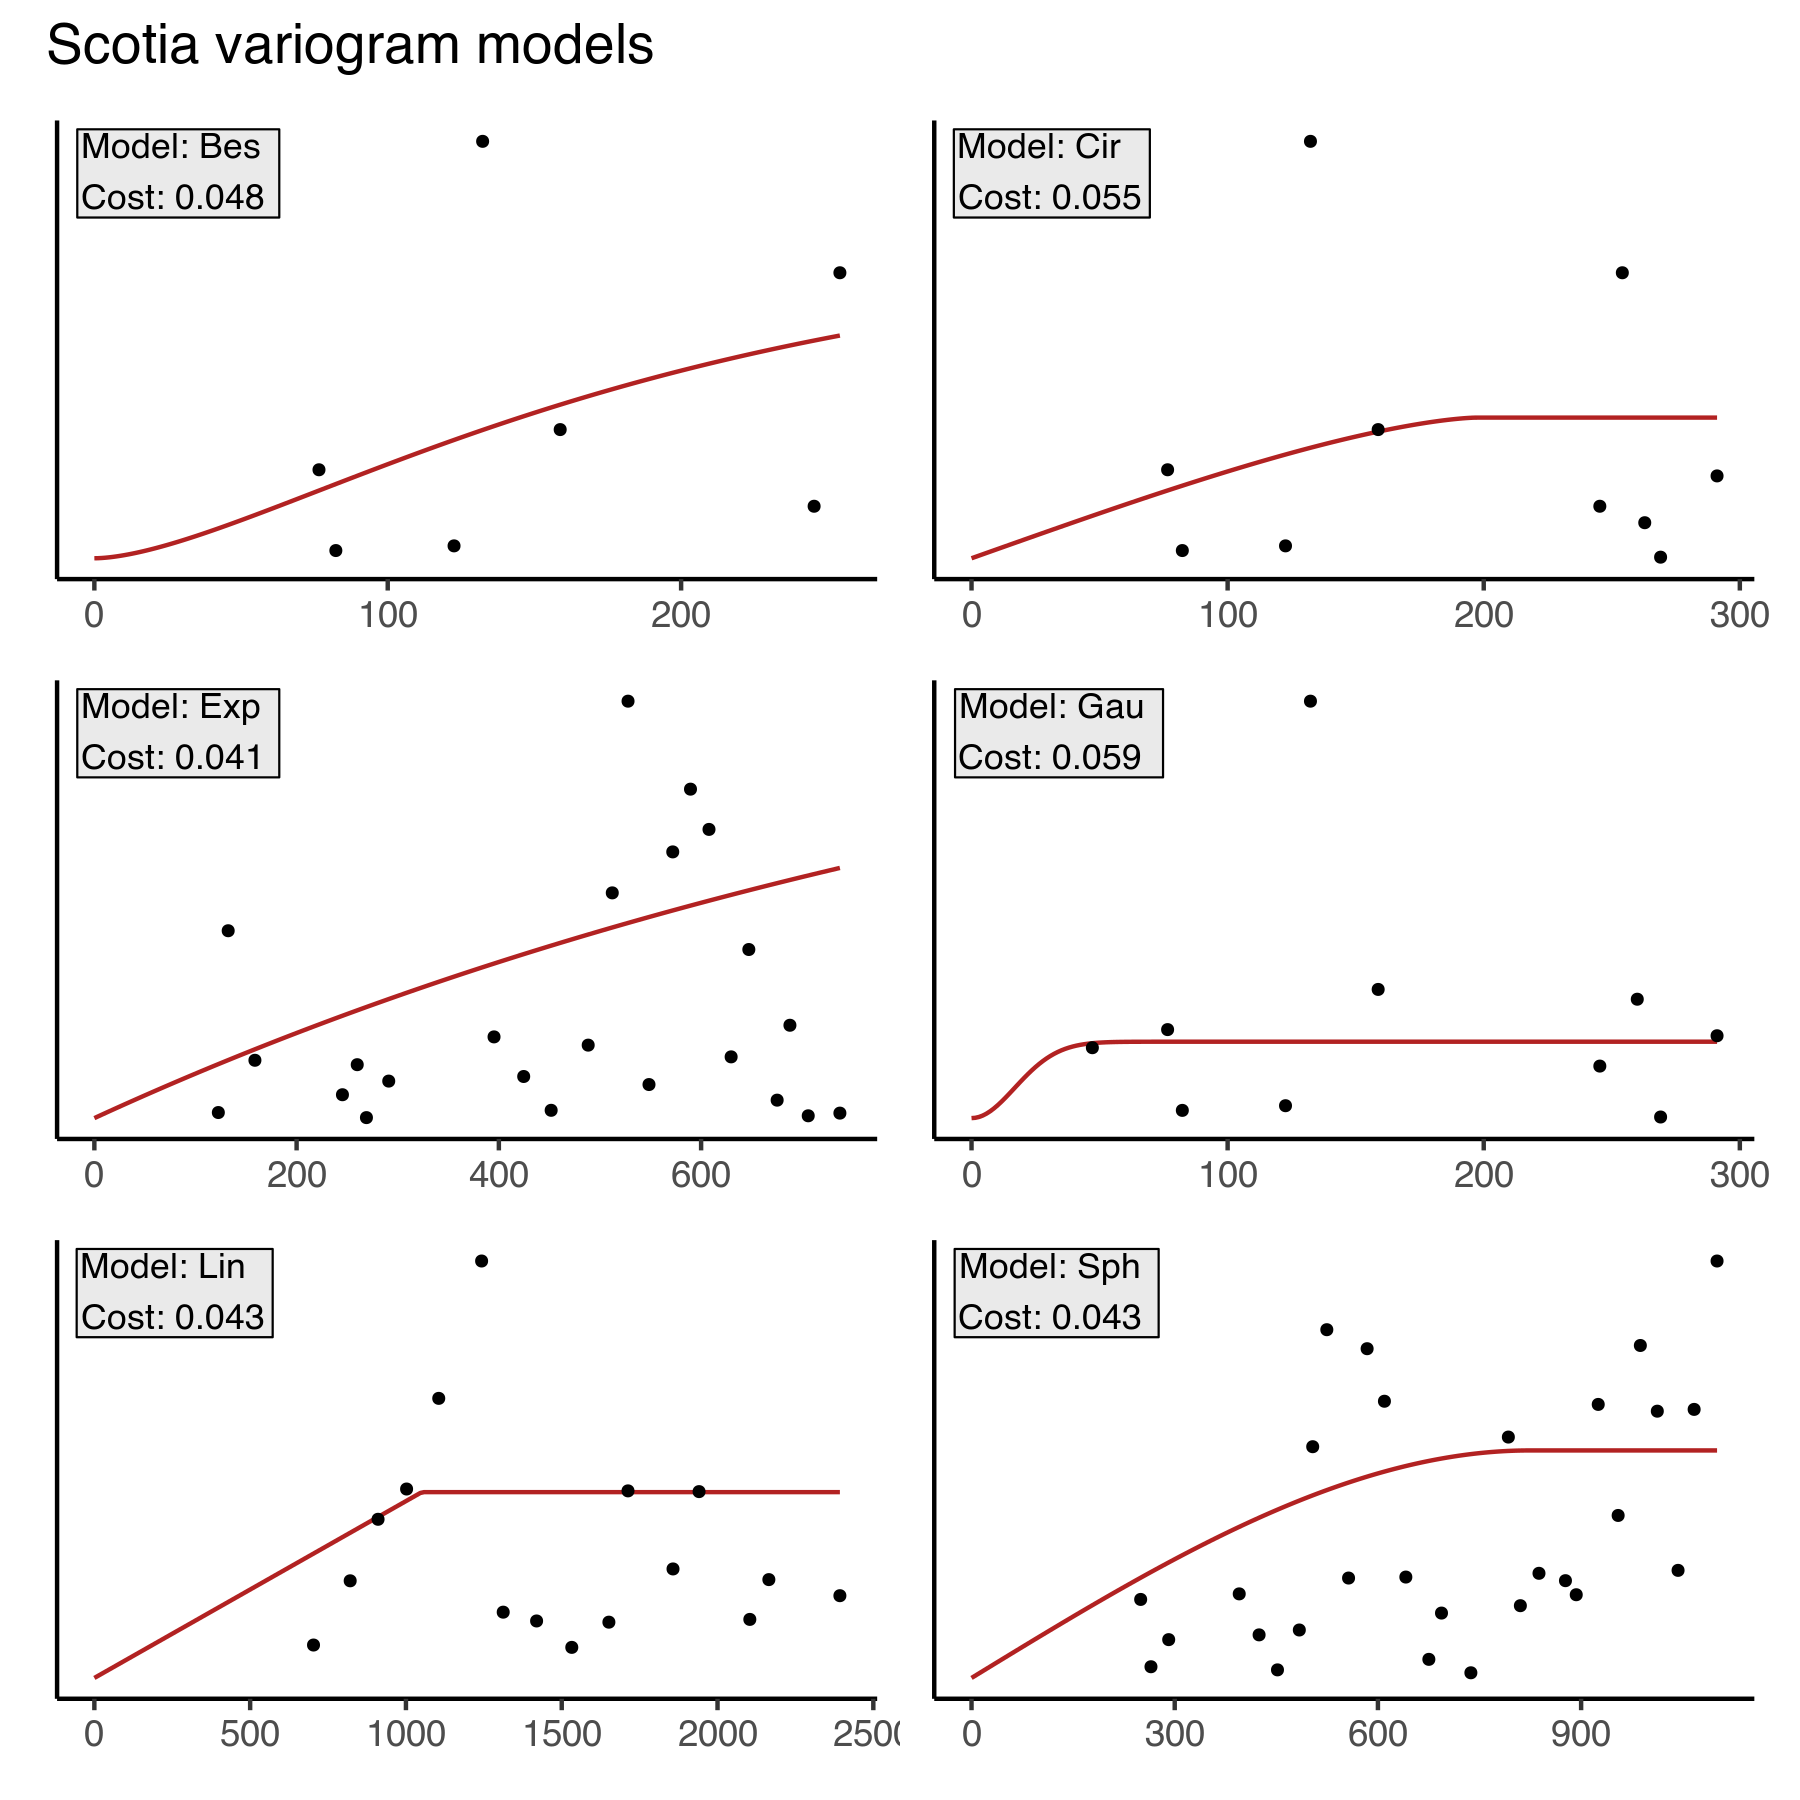 Scotia variogram models
Model: Bes
Cost: 0.048
0 100 200
Model: Cir
Cost: 0.055
0 100 200 300
Model: Exp
Cost: 0.041
0 200 400 600
Model: Gau
Cost: 0.059
0 100 200 300
Model: Lin
Cost: 0.043
0 500 1000 1500 2000 2500
Model: Sph
Cost: 0.043
0 300 600 900